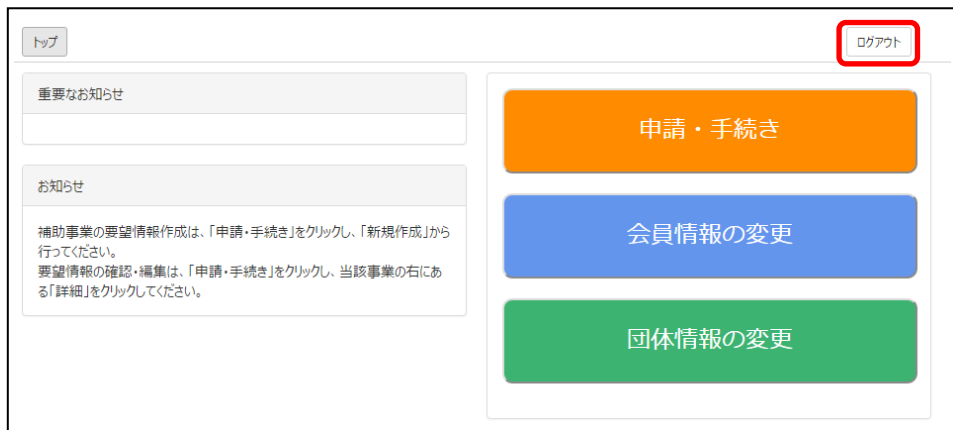 トップ
ログアウト
重要なお知らせ
お知らせ
補助事業の要望情報作成は、「申請・手続き」をクリックし、「新規作成」から
行ってください。
要望情報の確認・編集は、「申請・手続き」をクリックし、当該事業の右にあ
る「詳細」をクリックしてください。
申請・手続き
会員情報の変更
団体情報の変更